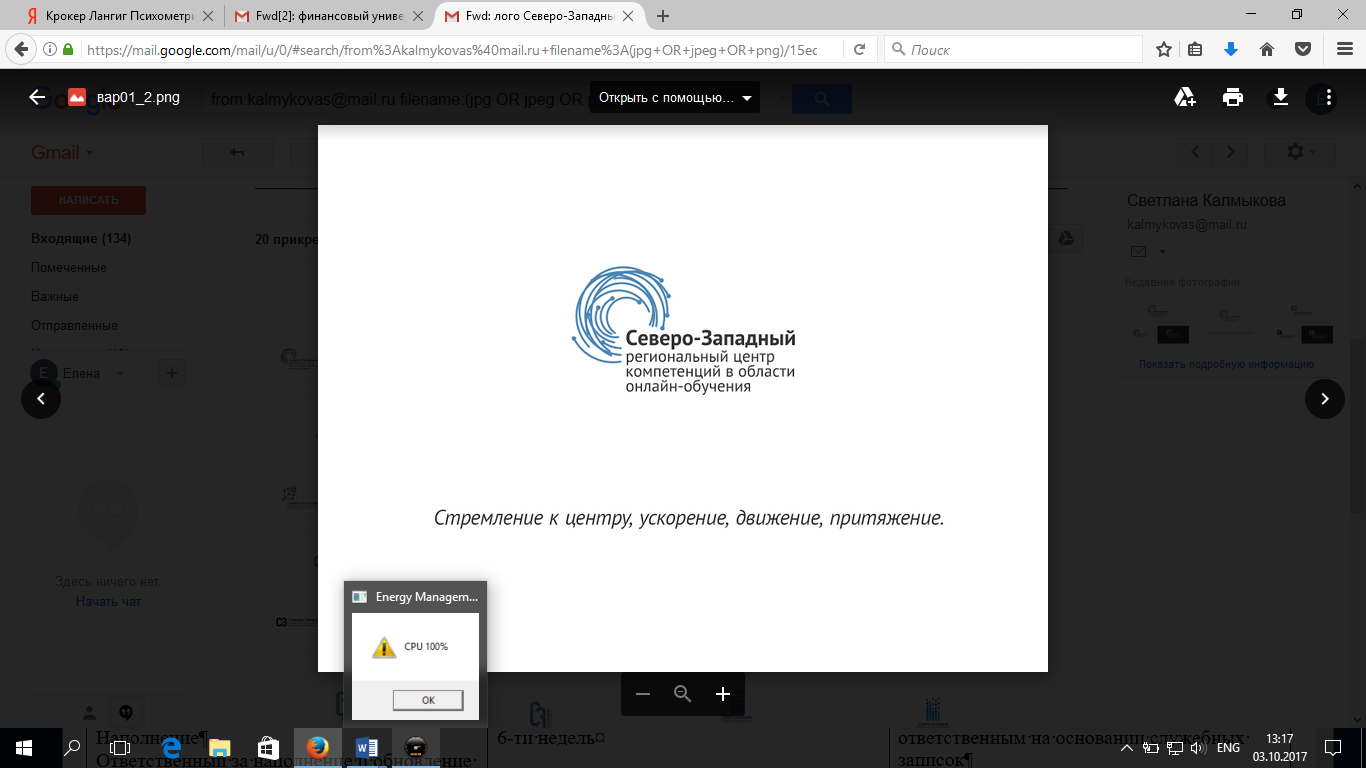 Крокер Лангиг Психометри
Fwd[2]: финансовый униве
Fwd: лого Северо-Западны
https://mail.google.com/mail/u/0/#search/from%3Akalmykovas%40mail.ru+filename%3A(jpg+OR+jpeg+OR+png)/15ec
Поиск
вар01_2.png
from:kalmykovas@mail.ru filename:(jpg OR jpeg OR
Открыть с помощью...
Gmail
НАПИСАТЬ
Входящие (134)
Помеченные
Важные
Отправленные
20 прикре
Елена
Здесь ничего нет
Начать чат
Светлана Калмыкова
kalmykovas@mail.ru
Недавние фотографии
Показать подробную информацию
Северо-Западный
региональный центр
компетенций в области
онлайн-обучения
Стремление к центру, ускорение, движение, притяжение.
Energy Managem...
CPU 100%
OK
Наполнение¶
Ответственный за наполнение и обновление
6-ти·недель¤
ответственным·на·основании·служебных·
записок¶
ENG
13:17
03.10.2017